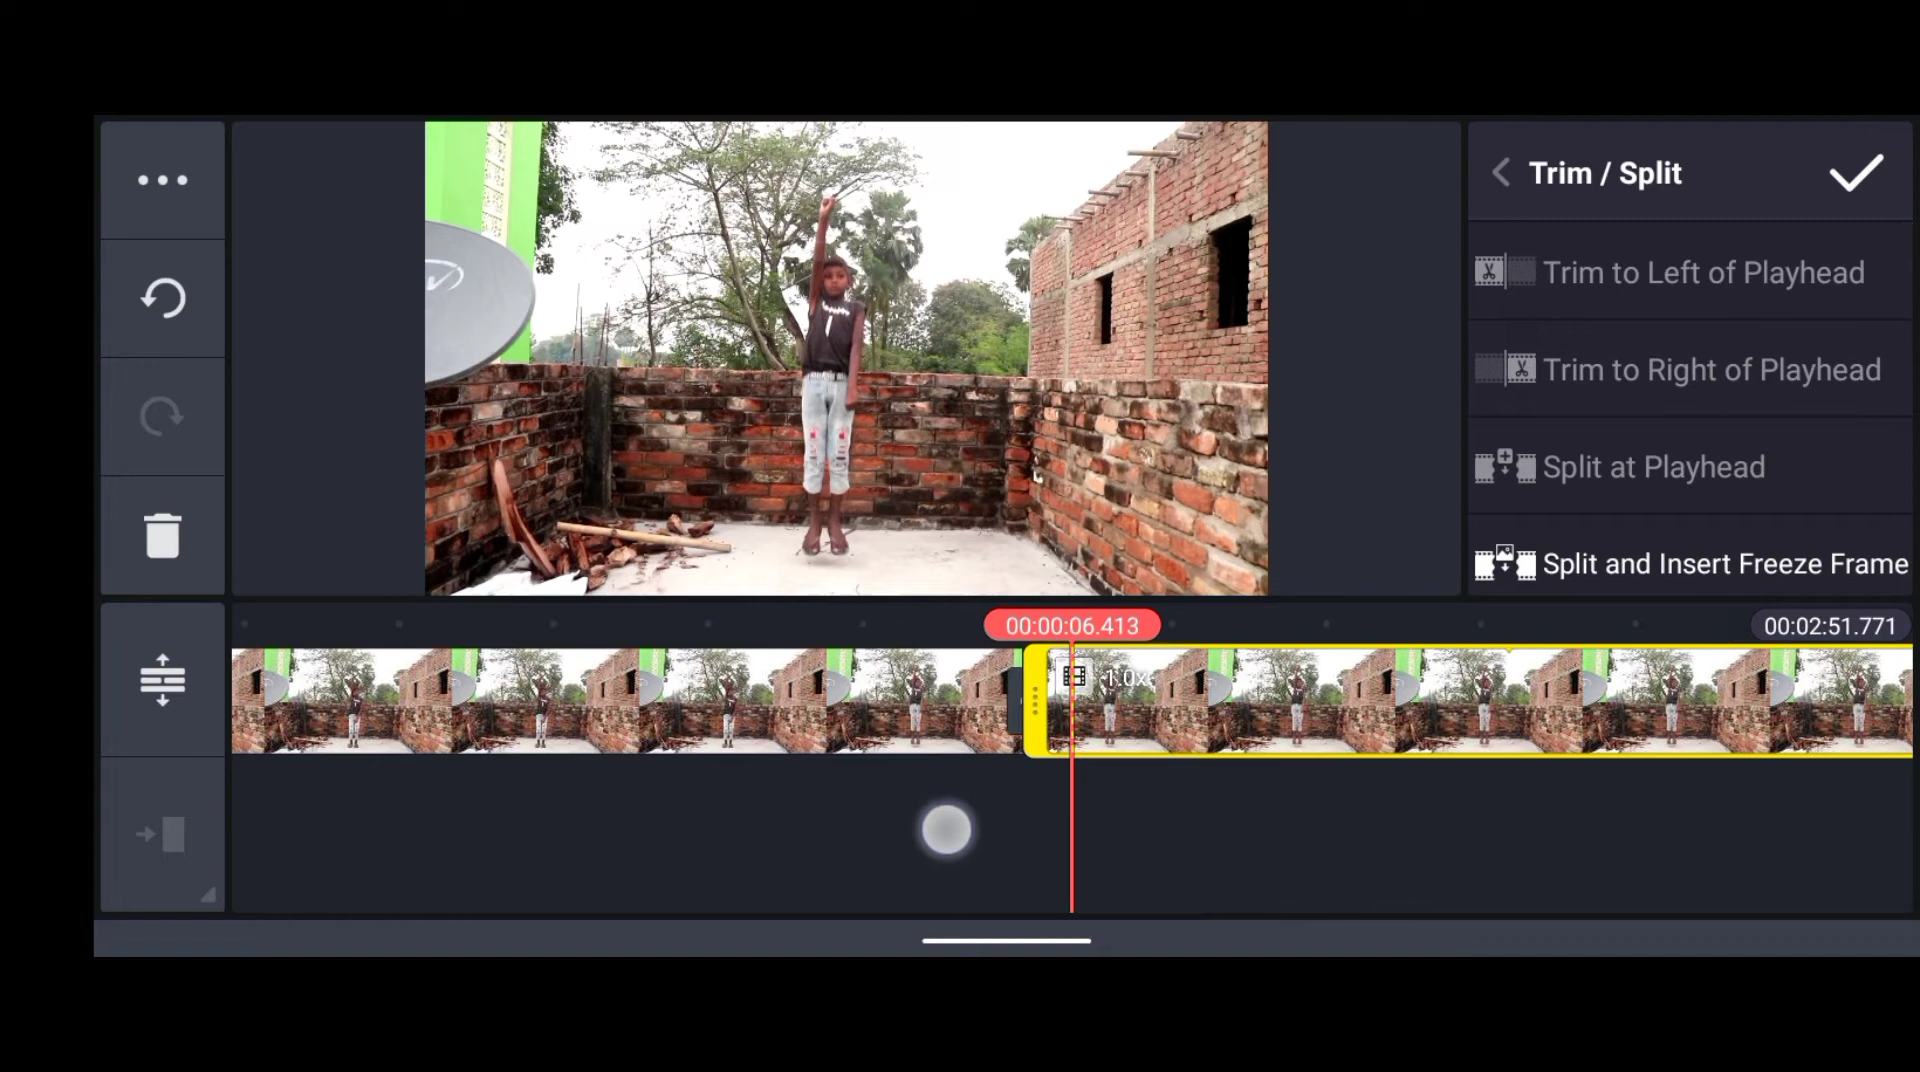 Trim / Split
Trim to Left of Playhead
Trim to Right of Playhead
Split at Playhead
Split and Insert Freeze Frame
00:00:06.413
00:02:51.771
1.0x